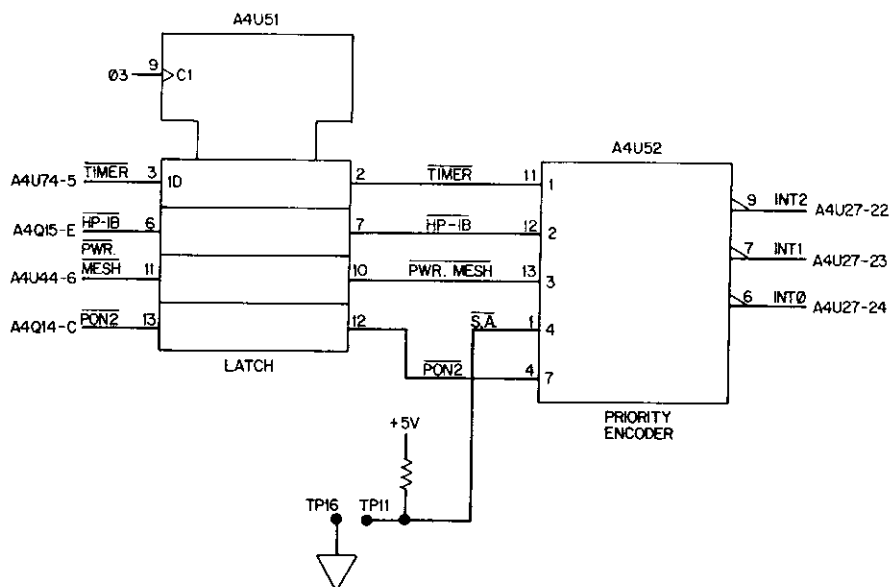 A4U51
Ø3 9 C1
A4U52
A4U74-5 TIMER 3 1D 2 TIMER 11 1
9 INT2 A4U27-22
A4Q15-E HP-IB 6 7 HP-IB 12 2
PWR.
7 INT1 A4U27-23
A4U44-6 MESH 11 10 PWR. MESH 13 3
6 INTØ A4U27-24
A4Q14-C PON2 13 12 S.A. 1 4
LATCH PON2 4 7
PRIORITY
ENCODER
+5V
TP16 TP11